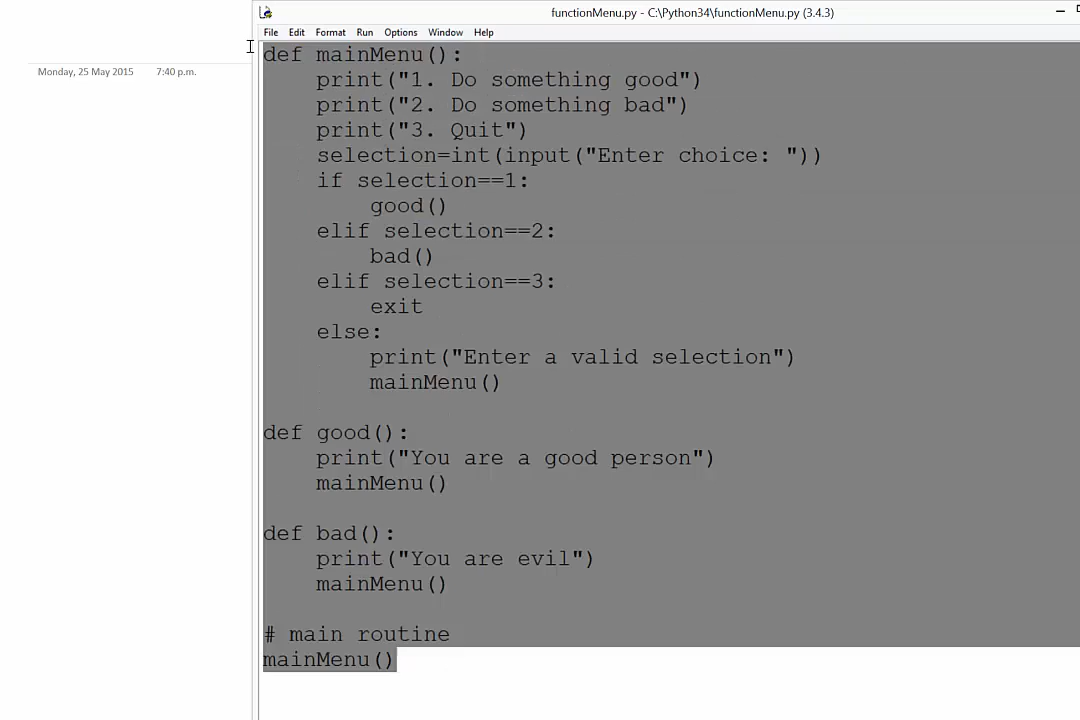 functionMenu.py - C:\Python34\functionMenu.py (3.4.3)
File Edit Format Run Options Window Help
Monday, 25 May 2015 7:40 p.m.
def mainMenu():
    print("1. Do something good")
    print("2. Do something bad")
    print("3. Quit")
    selection=int(input("Enter choice: "))
    if selection==1:
        good()
    elif selection==2:
        bad()
    elif selection==3:
        exit
    else:
        print("Enter a valid selection")
        mainMenu()

def good():
    print("You are a good person")
    mainMenu()

def bad():
    print("You are evil")
    mainMenu()

# main routine
mainMenu()